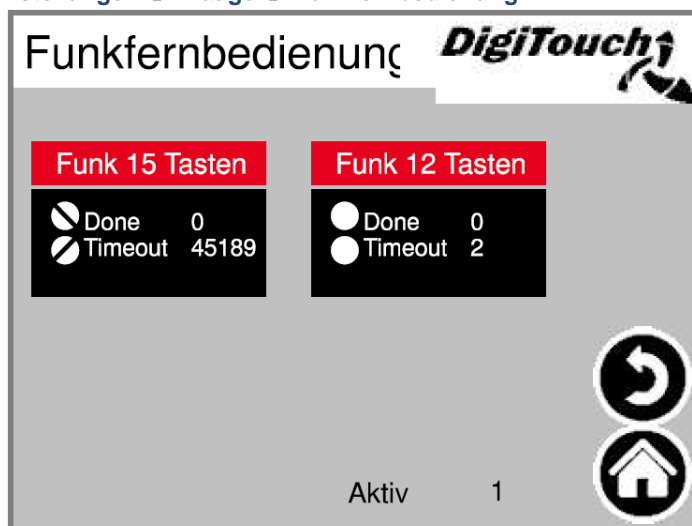 Funkfernbedienung
DigiTouch
Funk 15 Tasten
Done 0
Timeout 45189
Funk 12 Tasten
Done 0
Timeout 2
Aktiv 1